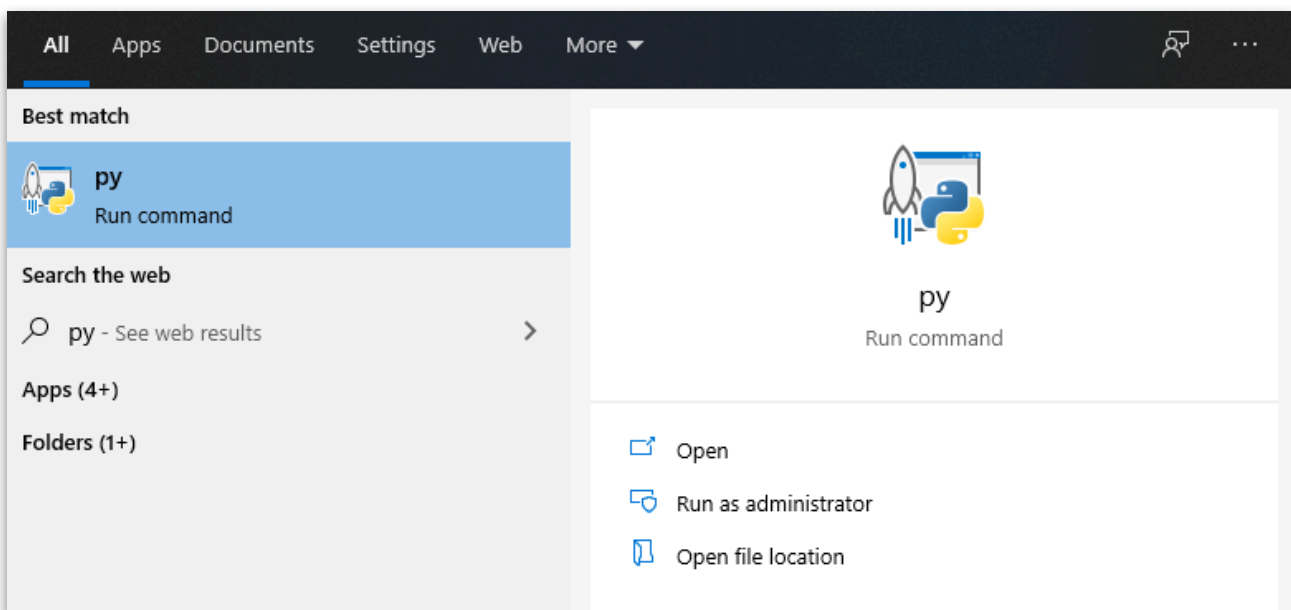 All Apps Documents Settings Web More
Best match
py
Run command
Search the web
py - See web results
Apps (4+)
Folders (1+)
py
Run command
Open
Run as administrator
Open file location